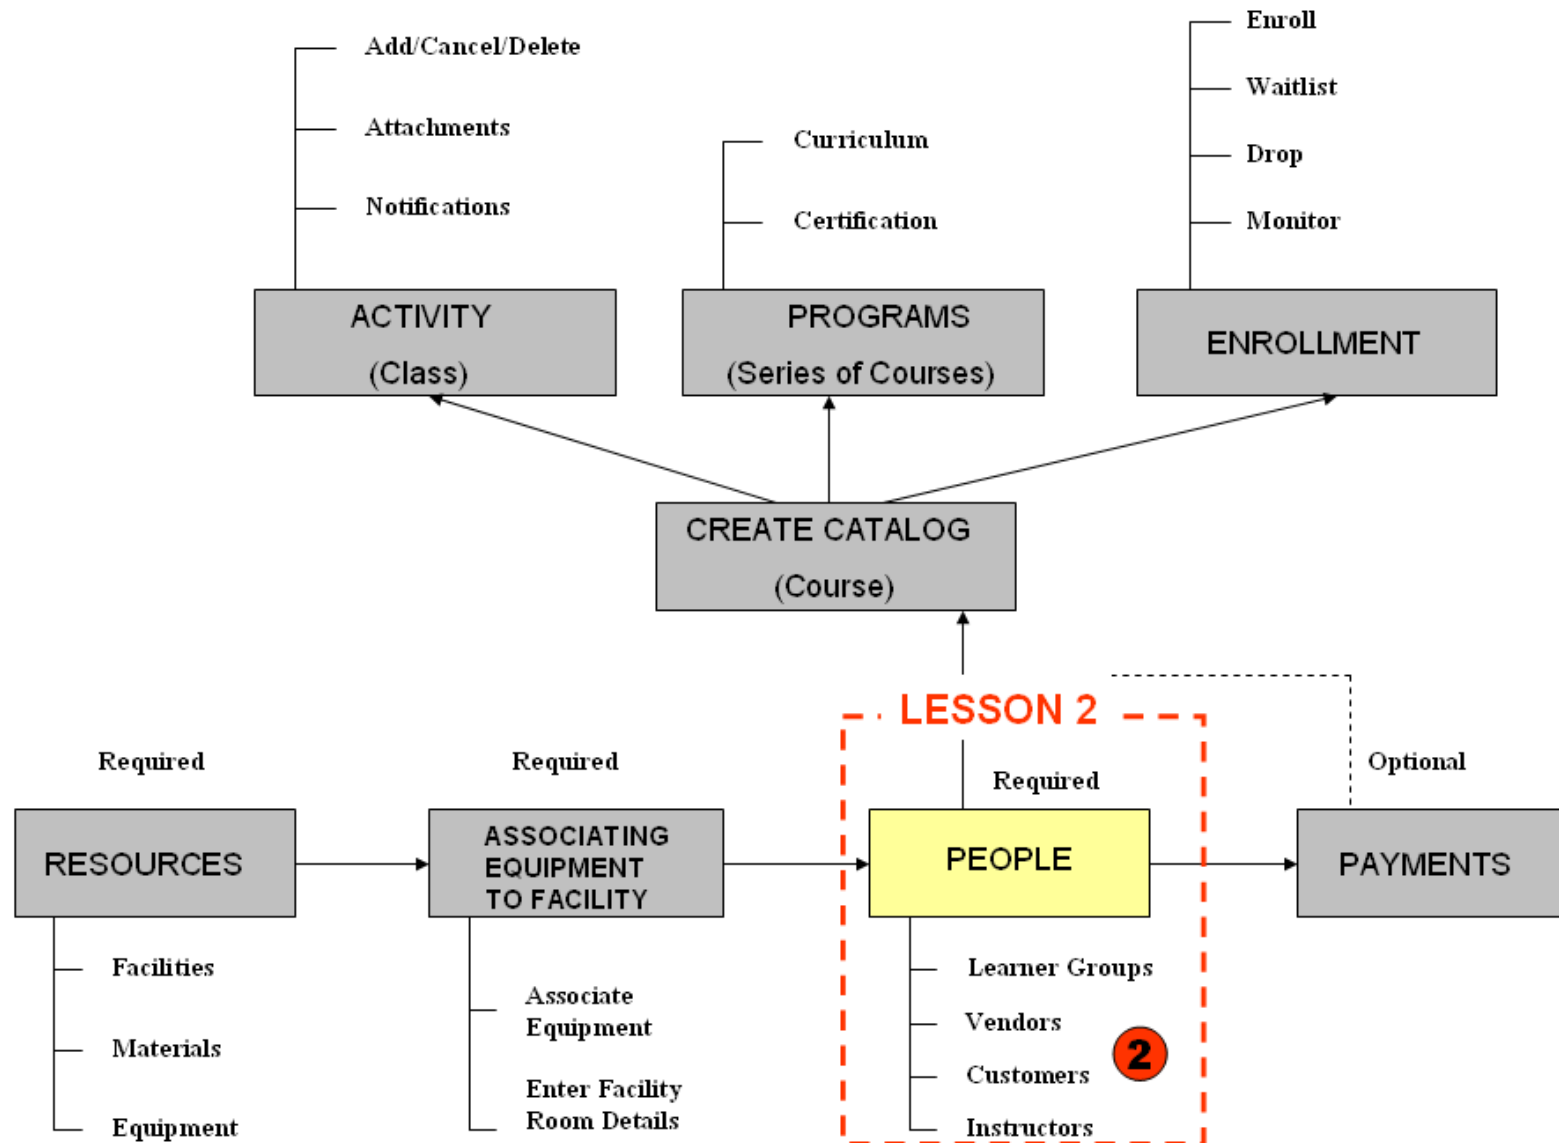 Add/Cancel/Delete
Attachments
Notifications
Curriculum
Certification
Enroll
Waitlist
Drop
Monitor
ACTIVITY
(Class)
PROGRAMS
(Series of Courses)
ENROLLMENT
CREATE CATALOG
(Course)
LESSON 2
Required
Required
Required
Optional
RESOURCES
ASSOCIATING
EQUIPMENT
TO FACILITY
PEOPLE
PAYMENTS
Facilities
Materials
Equipment
Associate
Equipment
Enter Facility
Room Details
Learner Groups
Vendors
Customers
Instructors
2